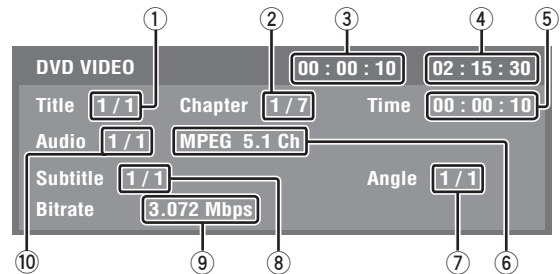 ① ② ③ ④ ⑤
DVD VIDEO 00 : 00 : 10 02 : 15 : 30
Title 1 / 1 Chapter 1 / 7 Time 00 : 00 : 10
Audio 1 / 1 MPEG 5.1 Ch
Subtitle 1 / 1 Angle 1 / 1
Bitrate 3.072 Mbps
⑩ ⑨ ⑧ ⑦ ⑥